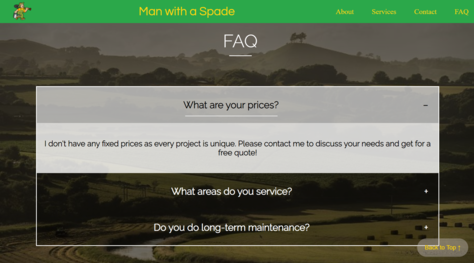 Man with a Spade
About Services Contact FAQ
FAQ
What are your prices? −
I don't have any fixed prices as every project is unique. Please contact me to discuss your needs and get for a
free quote!
What areas do you service? +
Do you do long-term maintenance? +
Back to Top ↑